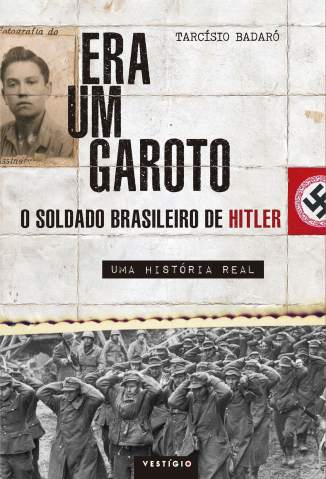 Fotografia do
TARCÍSIO BADARÓ
ERA
UM
GAROTO
O SOLDADO BRASILEIRO DE HITLER
UMA HISTÓRIA REAL
VESTÍGIO